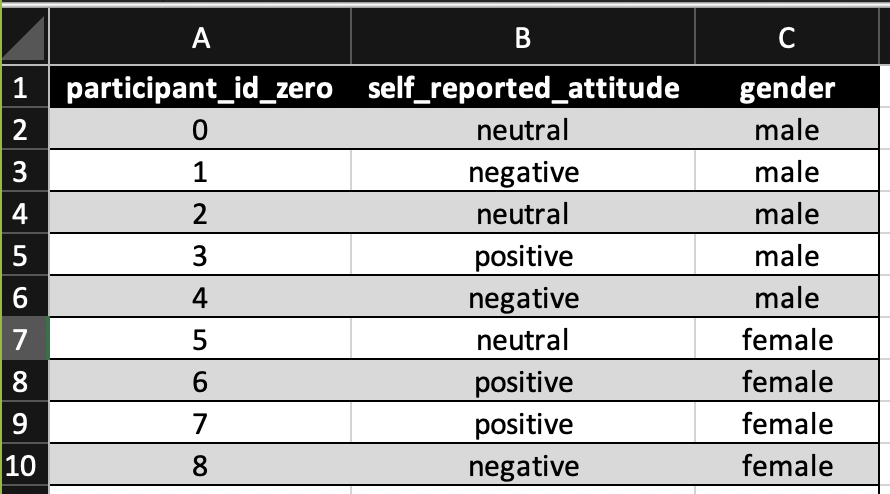 A B C
1 participant_id_zero self_reported_attitude gender
2 0 neutral male
3 1 negative male
4 2 neutral male
5 3 positive male
6 4 negative male
7 5 neutral female
8 6 positive female
9 7 positive female
10 8 negative female